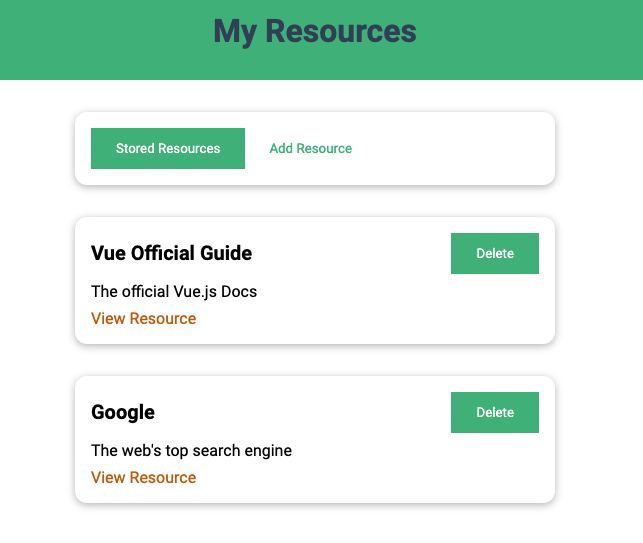 My Resources
Stored Resources Add Resource
Vue Official Guide Delete
The official Vue.js Docs
View Resource
Google Delete
The web's top search engine
View Resource